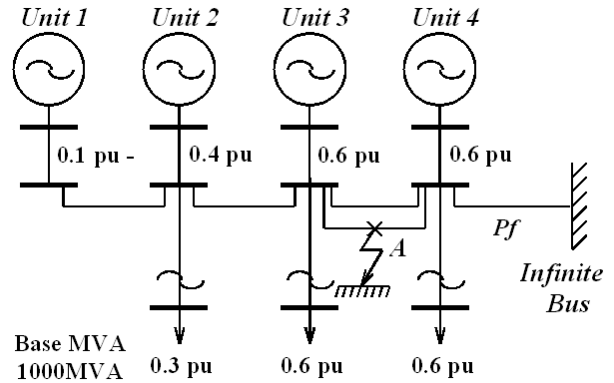 Unit 1 Unit 2 Unit 3 Unit 4
0.1 pu - 0.4 pu 0.6 pu 0.6 pu
Pf
A
Infinite
Bus
Base MVA
1000MVA 0.3 pu 0.6 pu 0.6 pu